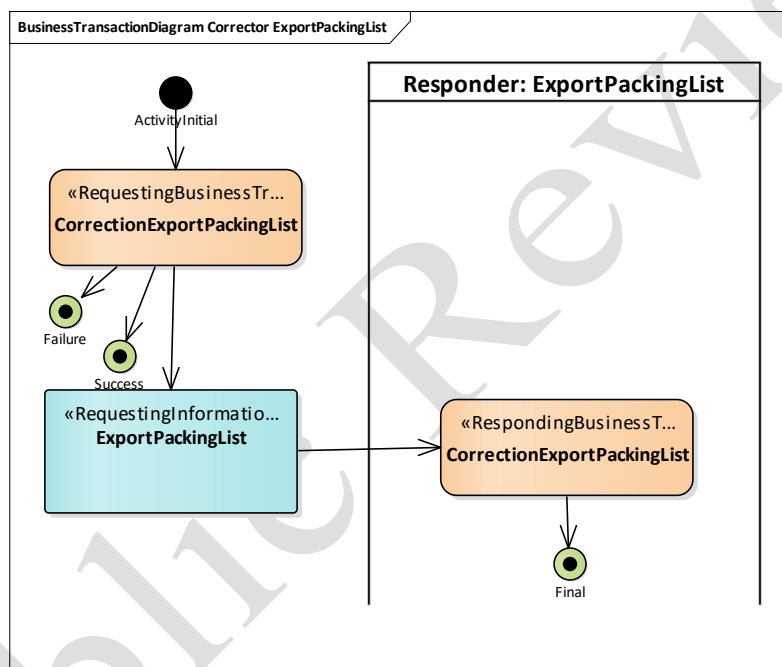 BusinessTransactionDiagram Corrector ExportPackingList
Responder: ExportPackingList
ActivityInitial
«RequestingBusinessTr...
CorrectionExportPackingList
Failure
Success
«RequestingInformatio...
ExportPackingList
«RespondingBusinessT...
CorrectionExportPackingList
Final